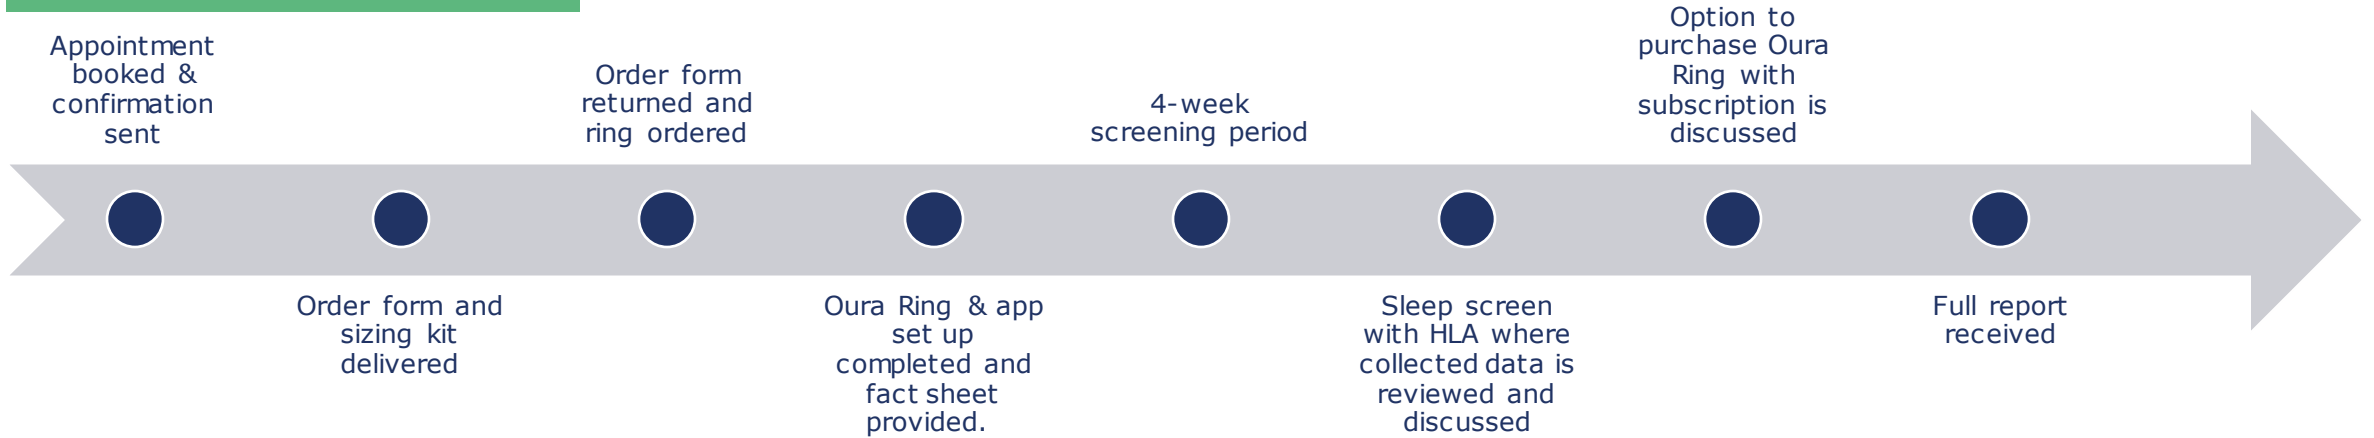 Appointment
booked &
confirmation
sent
Order form and
sizing kit
delivered
Order form
returned and
ring ordered
Oura Ring & app
set up
completed and
fact sheet
provided.
4-week
screening period
Sleep screen
with HLA where
collected data is
reviewed and
discussed
Option to
purchase Oura
Ring with
subscription is
discussed
Full report
received